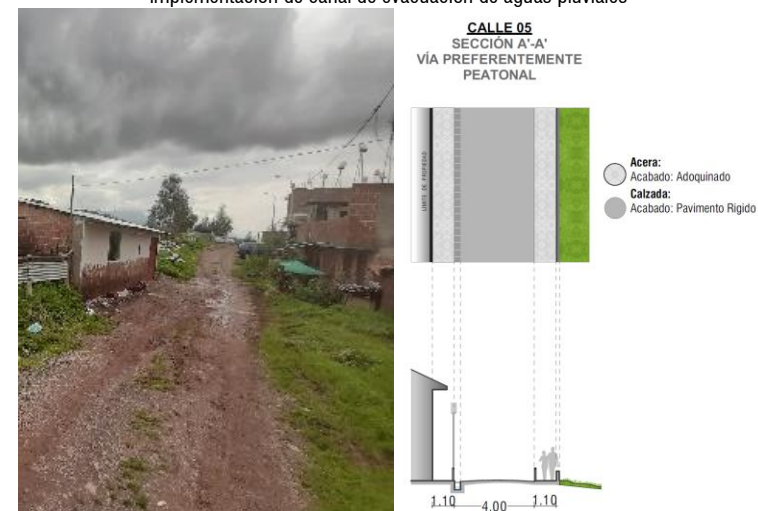 Implementación de canal de evacuación de aguas pluviales
CALLE 05
SECCIÓN A'-A'
VÍA PREFERENTEMENTE
PEATONAL
LÍMITE DE PROPIEDAD
Acera:
Acabado: Adoquinado
Calzada:
Acabado: Pavimento Rigido
1.10
4.00
1.10